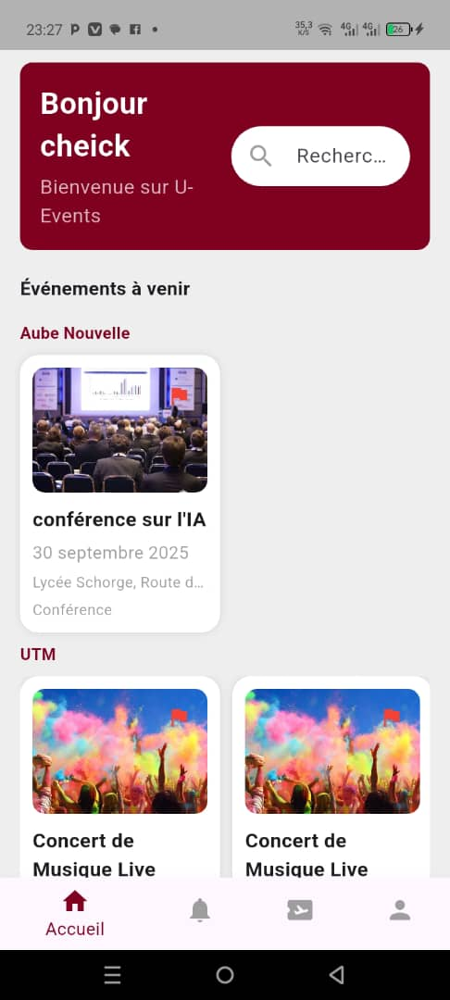 23:27
35,3
K/S
4G
4G
26
Bonjour
cheick
Bienvenue sur U-
Events
Recherc...
Événements à venir
Aube Nouvelle
conférence sur l'IA
30 septembre 2025
Lycée Schorge, Route d...
Conférence
UTM
Concert de
Musique Live
Concert de
Musique Live
Accueil